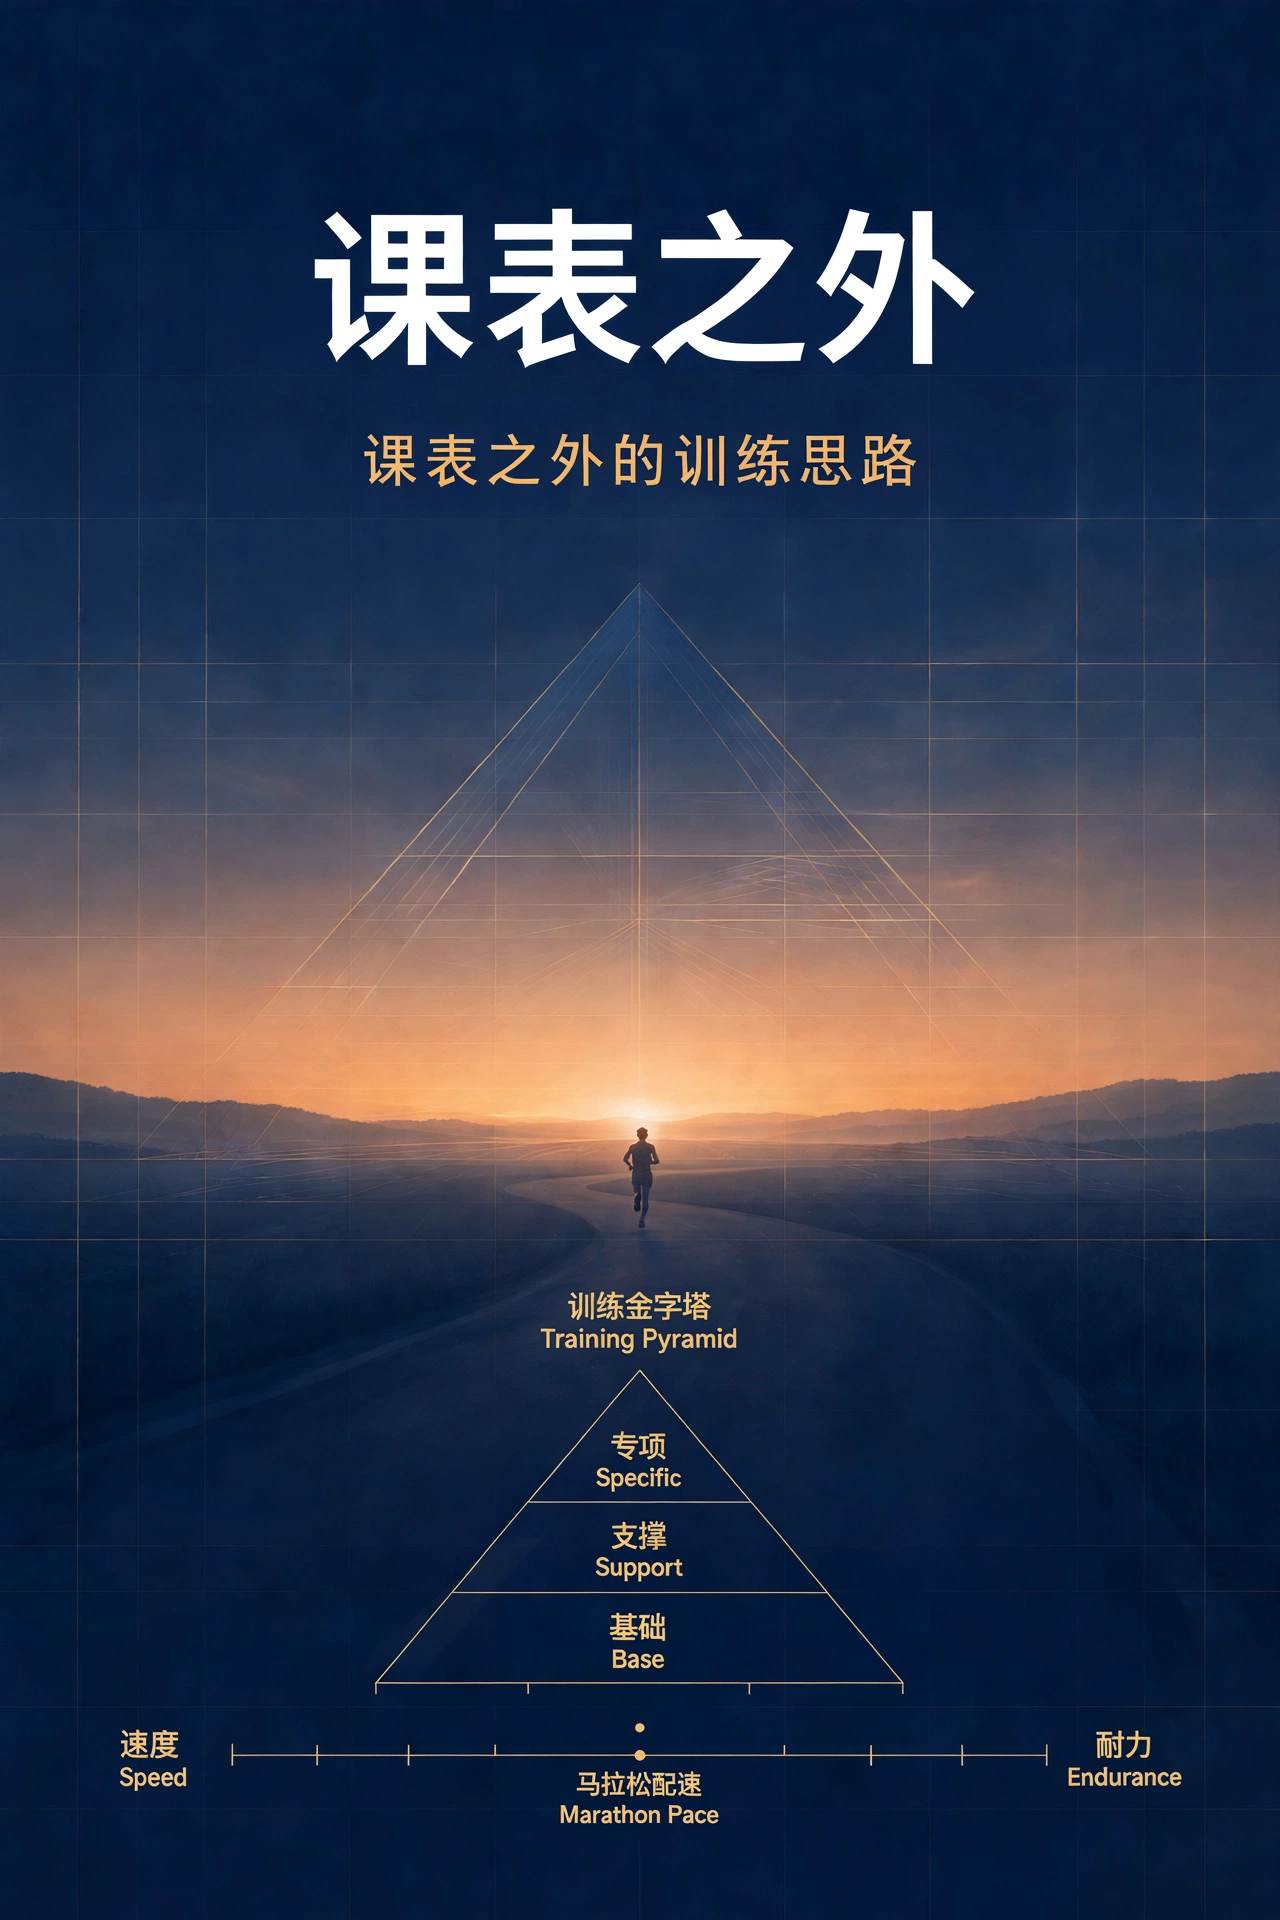 课表之外
课表之外的训练思路
训练金字塔
Training Pyramid
专项
Specific
支撑
Support
基础
Base
速度
Speed
马拉松配速
Marathon Pace
耐力
Endurance